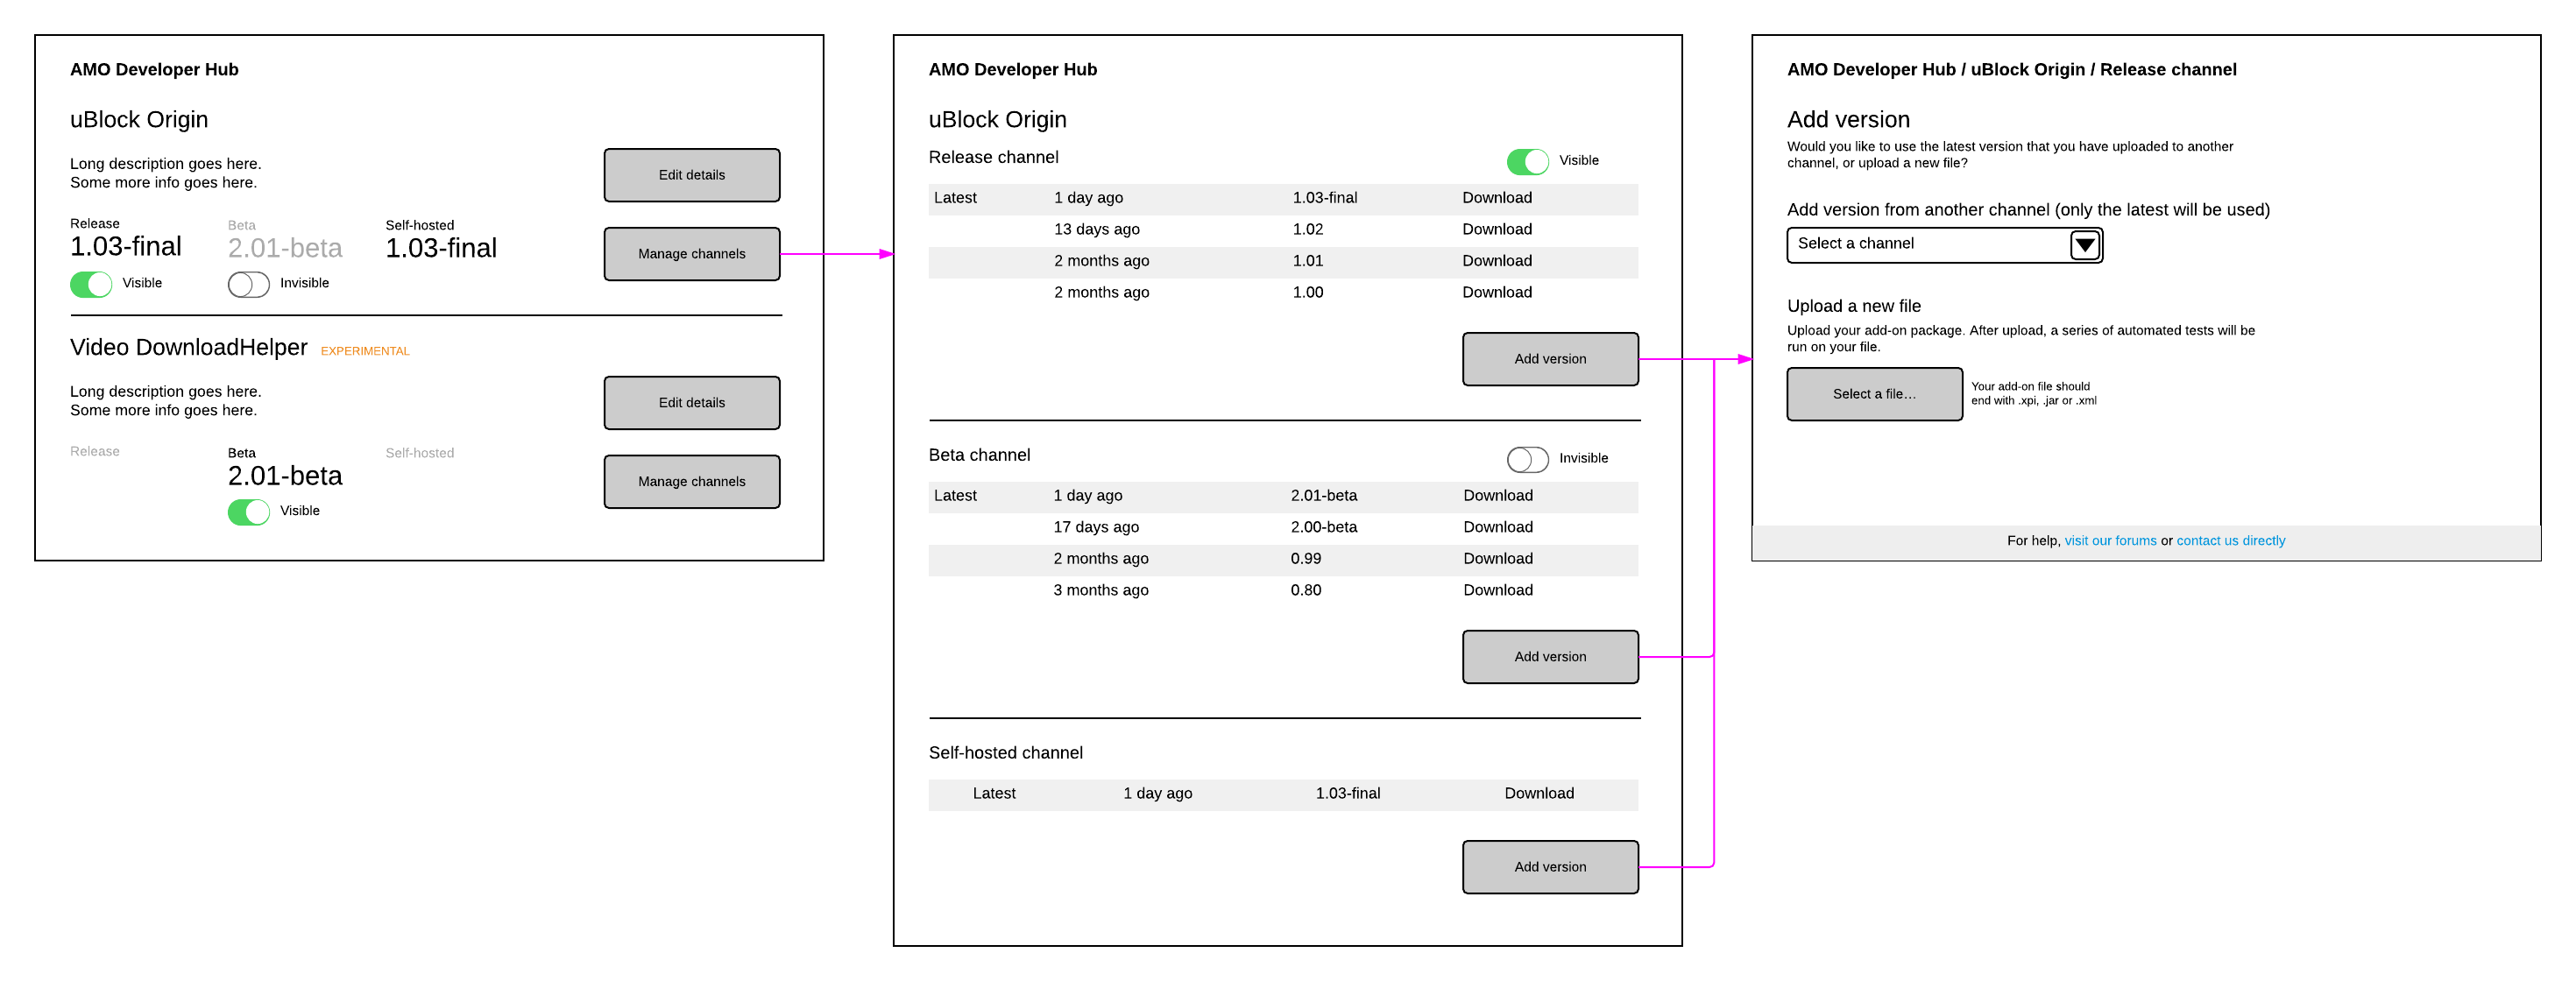 AMO Developer Hub
uBlock Origin
Long description goes here.
Some more info goes here.
Edit details
Release Beta Self-hosted
1.03-final 2.01-beta 1.03-final
Manage channels
Visible Invisible
Video DownloadHelper EXPERIMENTAL
Long description goes here.
Some more info goes here.
Edit details
Release Beta Self-hosted
2.01-beta
Manage channels
Visible
AMO Developer Hub
uBlock Origin
Release channel Visible
Latest 1 day ago 1.03-final Download
13 days ago 1.02 Download
2 months ago 1.01 Download
2 months ago 1.00 Download
Add version
Beta channel Invisible
Latest 1 day ago 2.01-beta Download
17 days ago 2.00-beta Download
2 months ago 0.99 Download
3 months ago 0.80 Download
Add version
Self-hosted channel
Latest 1 day ago 1.03-final Download
Add version
AMO Developer Hub / uBlock Origin / Release channel
Add version
Would you like to use the latest version that you have uploaded to another
channel, or upload a new file?
Add version from another channel (only the latest will be used)
Select a channel
Upload a new file
Upload your add-on package. After upload, a series of automated tests will be
run on your file.
Select a file…
Your add-on file should
end with .xpi, .jar or .xml
For help, visit our forums or contact us directly